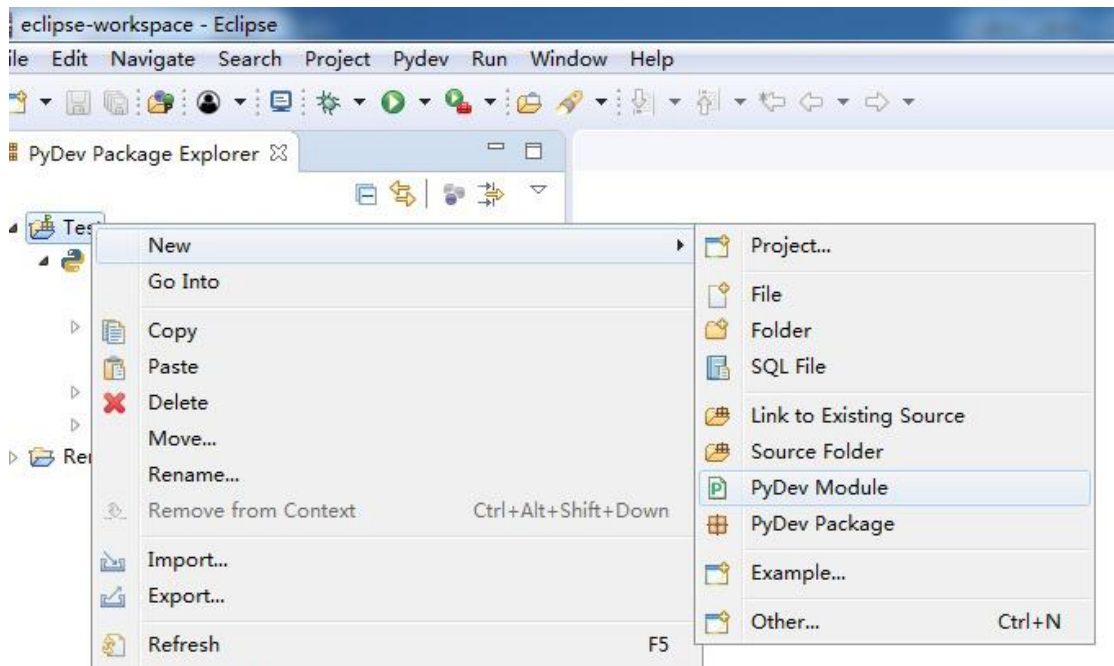 eclipse-workspace - Eclipse
ile Edit Navigate Search Project Pydev Run Window Help
PyDev Package Explorer
Tes
New
Go Into
Copy
Paste
Delete
Move...
Rename...
Remove from Context Ctrl+Alt+Shift+Down
Import...
Export...
Refresh F5
Rer
Project...
File
Folder
SQL File
Link to Existing Source
Source Folder
PyDev Module
PyDev Package
Example...
Other... Ctrl+N